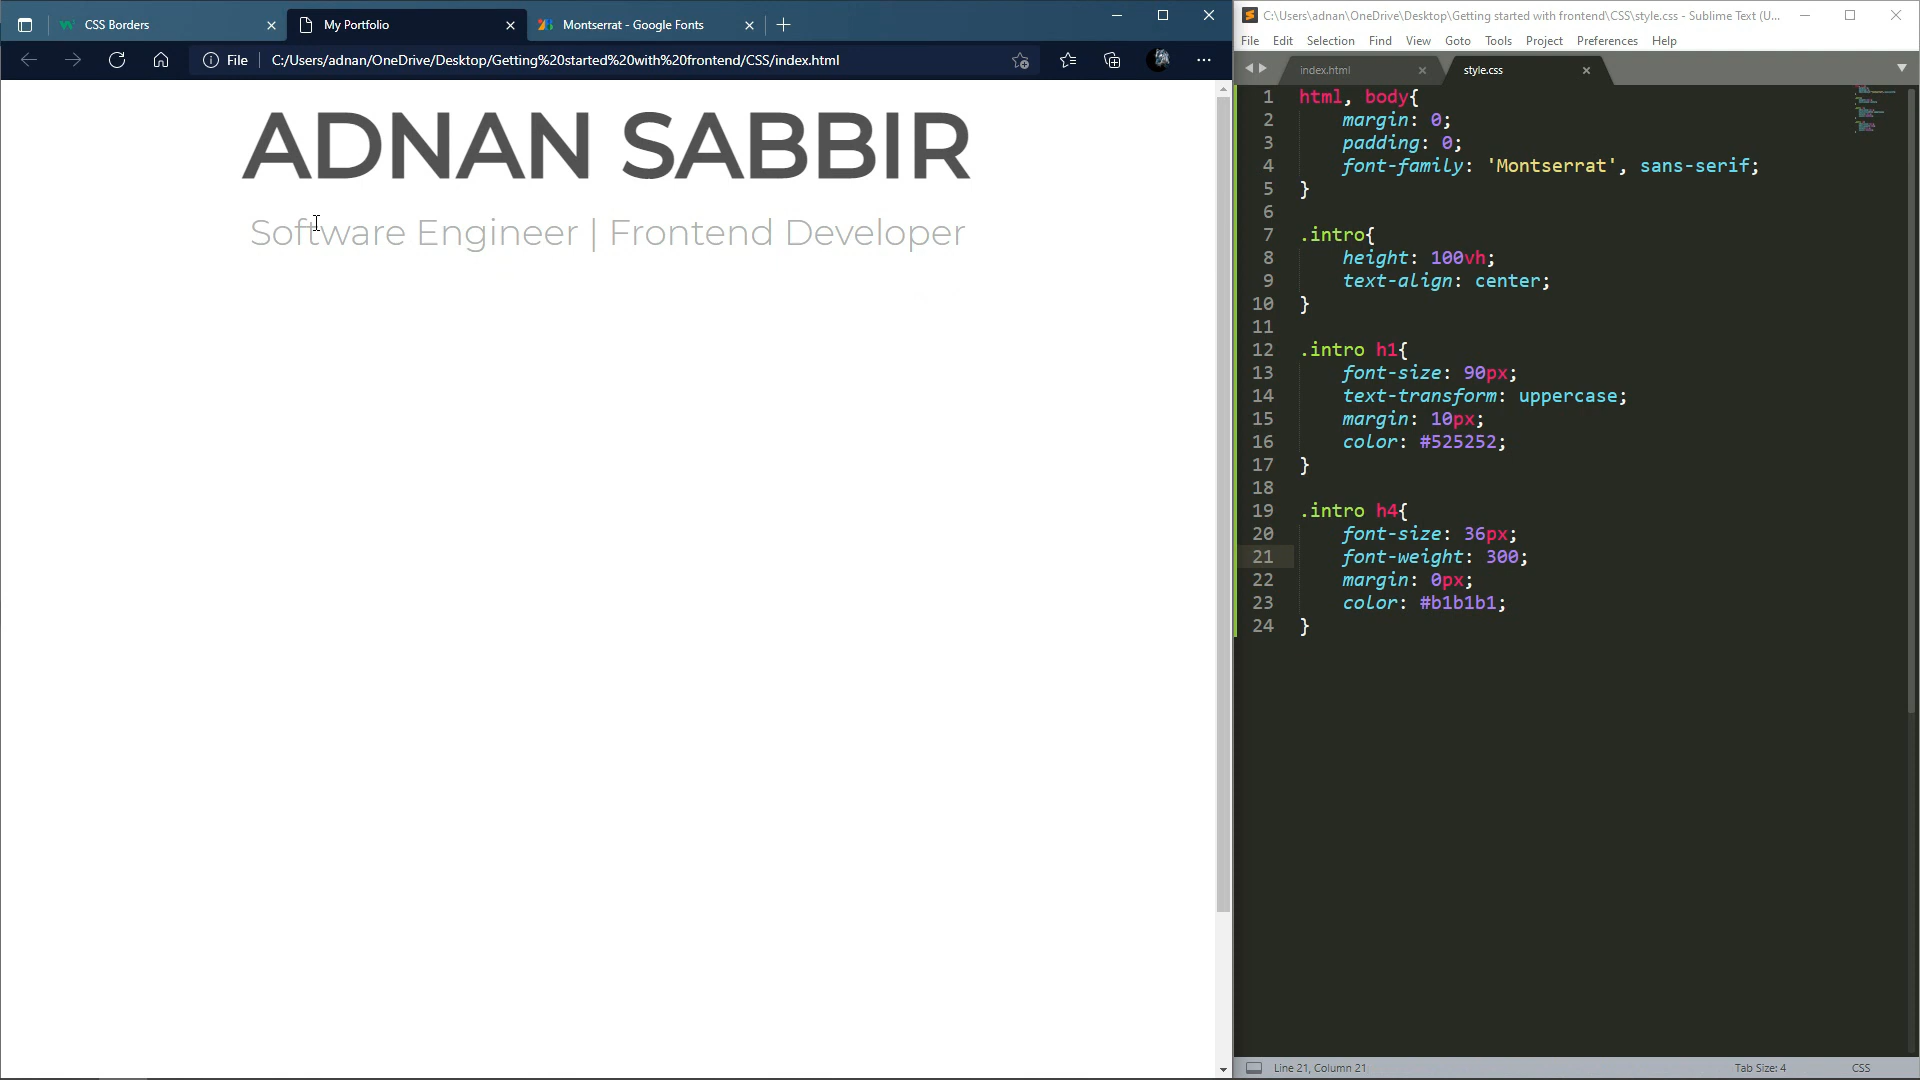 CSS Borders
My Portfolio
Montserrat - Google Fonts
File
C:/Users/adnan/OneDrive/Desktop/Getting%20started%20with%20frontend/CSS/index.html
ADNAN SABBIR
Software Engineer | Frontend Developer
C:\Users\adnan\OneDrive\Desktop\Getting started with frontend\CSS\style.css - Sublime Text (U...
File Edit Selection Find View Goto Tools Project Preferences Help
index.html
style.css
1 html, body{
2 margin: 0;
3 padding: 0;
4 font-family: 'Montserrat', sans-serif;
5 }
6
7 .intro{
8 height: 100vh;
9 text-align: center;
10 }
11
12 .intro h1{
13 font-size: 90px;
14 text-transform: uppercase;
15 margin: 10px;
16 color: #525252;
17 }
18
19 .intro h4{
20 font-size: 36px;
21 font-weight: 300;
22 margin: 0px;
23 color: #b1b1b1;
24 }
Line 21, Column 21
Tab Size: 4
CSS